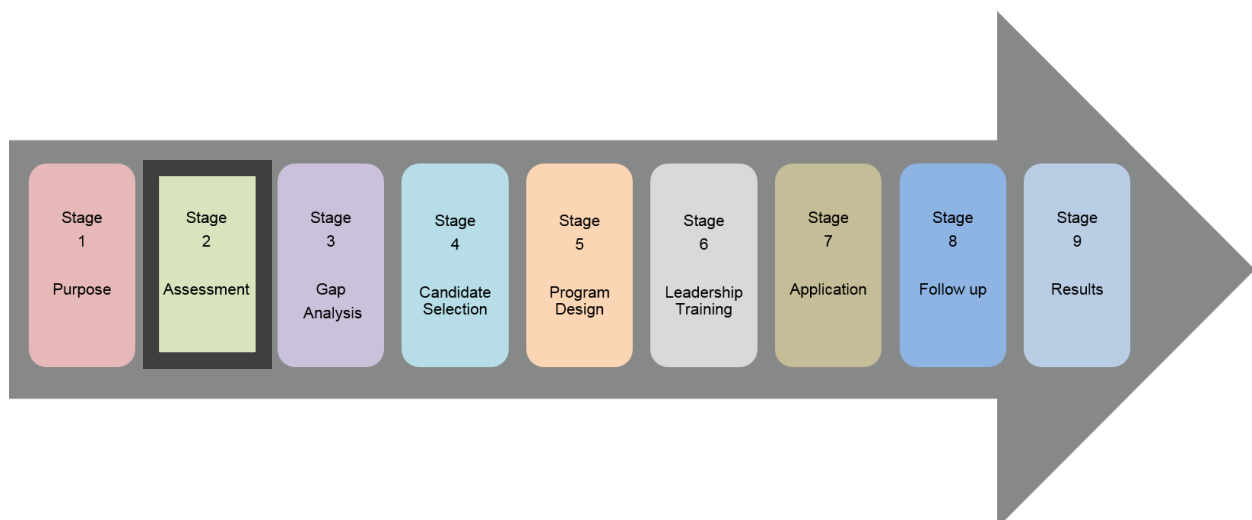 Stage
1
Purpose
Stage
2
Assessment
Stage
3
Gap
Analysis
Stage
4
Candidate
Selection
Stage
5
Program
Design
Stage
6
Leadership
Training
Stage
7
Application
Stage
8
Follow up
Stage
9
Results